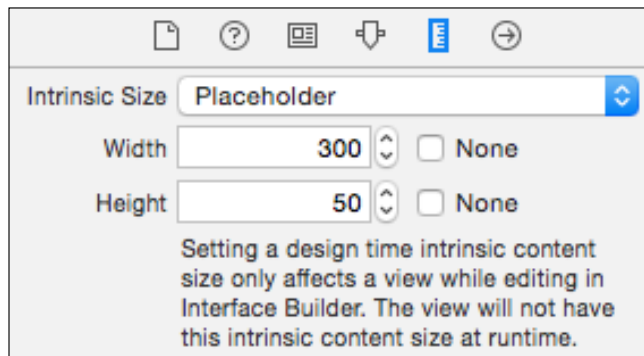 Intrinsic Size Placeholder
Width 300 None
Height 50 None
Setting a design time intrinsic content
size only affects a view while editing in
Interface Builder. The view will not have
this intrinsic content size at runtime.